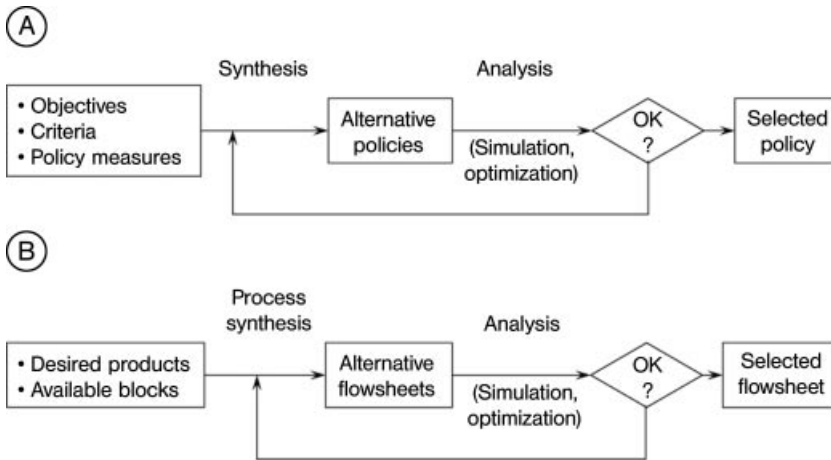 A
Synthesis
Analysis
• Objectives
• Criteria
• Policy measures
Alternative
policies
(Simulation,
optimization)
OK
?
Selected
policy
B
Process
synthesis
Analysis
• Desired products
• Available blocks
Alternative
flowsheets
(Simulation,
optimization)
OK
?
Selected
flowsheet